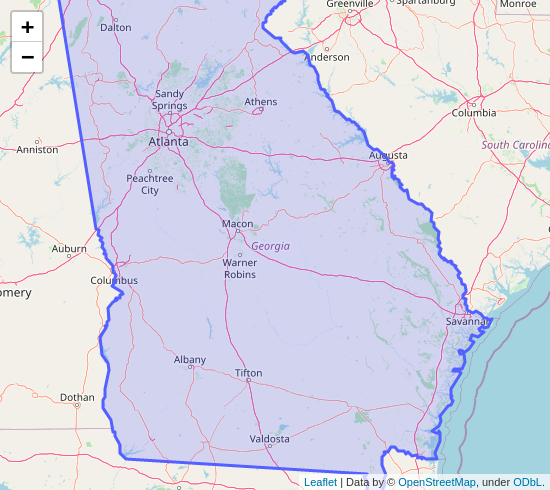 Greenville
Spartanburg
Monroe
Dalton
+
−
Anderson
Sandy
Springs
Athens
Columbia
Atlanta
Anniston
South Carolina
Augusta
Peachtree
City
Macon
Georgia
Auburn
Warner
Robins
Columbus
Savannah
Albany
Tifton
Dothan
Valdosta
Leaflet | Data by © OpenStreetMap, under ODbL.